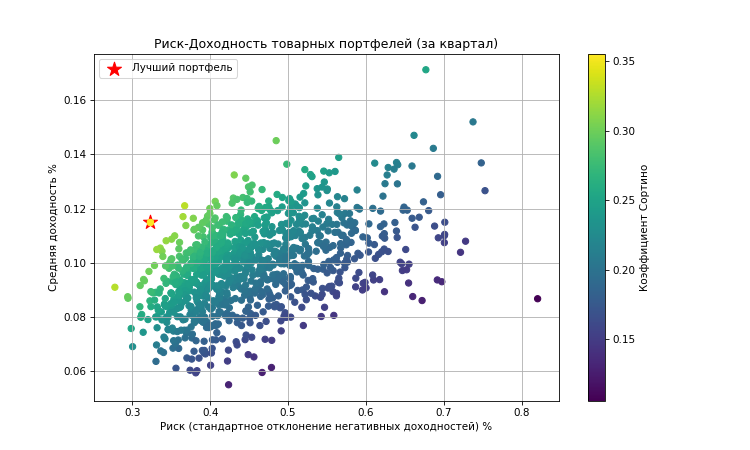 Риск-Доходность товарных портфелей (за квартал)
Лучший портфель
Средняя доходность %
0.16
0.14
0.12
0.10
0.08
0.06
0.3 0.4 0.5 0.6 0.7 0.8
Риск (стандартное отклонение негативных доходностей) %
0.35
0.30
0.25
0.20
0.15
Коэффициент Сортино